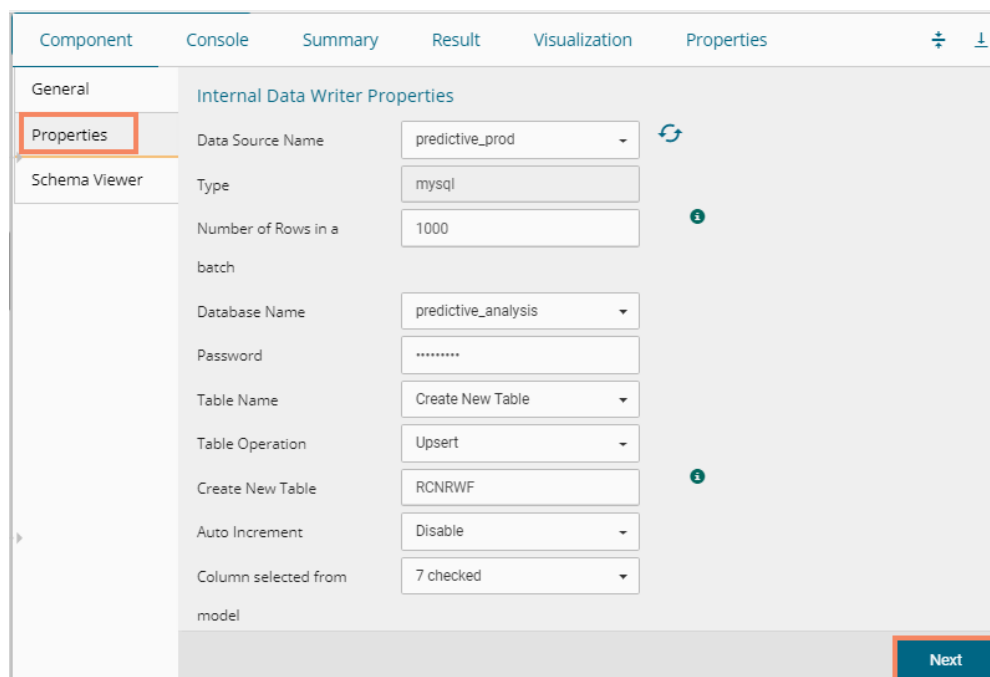 Component Console Summary Result Visualization Properties
General
Properties
Schema Viewer
Internal Data Writer Properties
Data Source Name predictive_prod
Type mysql
Number of Rows in a batch 1000
Database Name predictive_analysis
Password •••••••••
Table Name Create New Table
Table Operation Upsert
Create New Table RCNRWF
Auto Increment Disable
Column selected from model 7 checked
Next